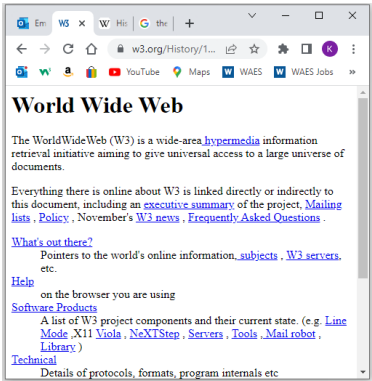 Em
W3
His
the
w3.org/History/1...
K
YouTube
Maps
WAES
WAES Jobs
»
World Wide Web
The WorldWideWeb (W3) is a wide-area hypermedia information
retrieval initiative aiming to give universal access to a large universe of
documents.
Everything there is online about W3 is linked directly or indirectly to
this document, including an executive summary of the project, Mailing
lists , Policy , November's W3 news , Frequently Asked Questions .
What's out there?
Pointers to the world's online information, subjects , W3 servers,
etc.
Help
on the browser you are using
Software Products
A list of W3 project components and their current state. (e.g. Line
Mode ,X11 Viola , NeXTStep , Servers , Tools , Mail robot ,
Library )
Technical
Details of protocols, formats, program internals etc